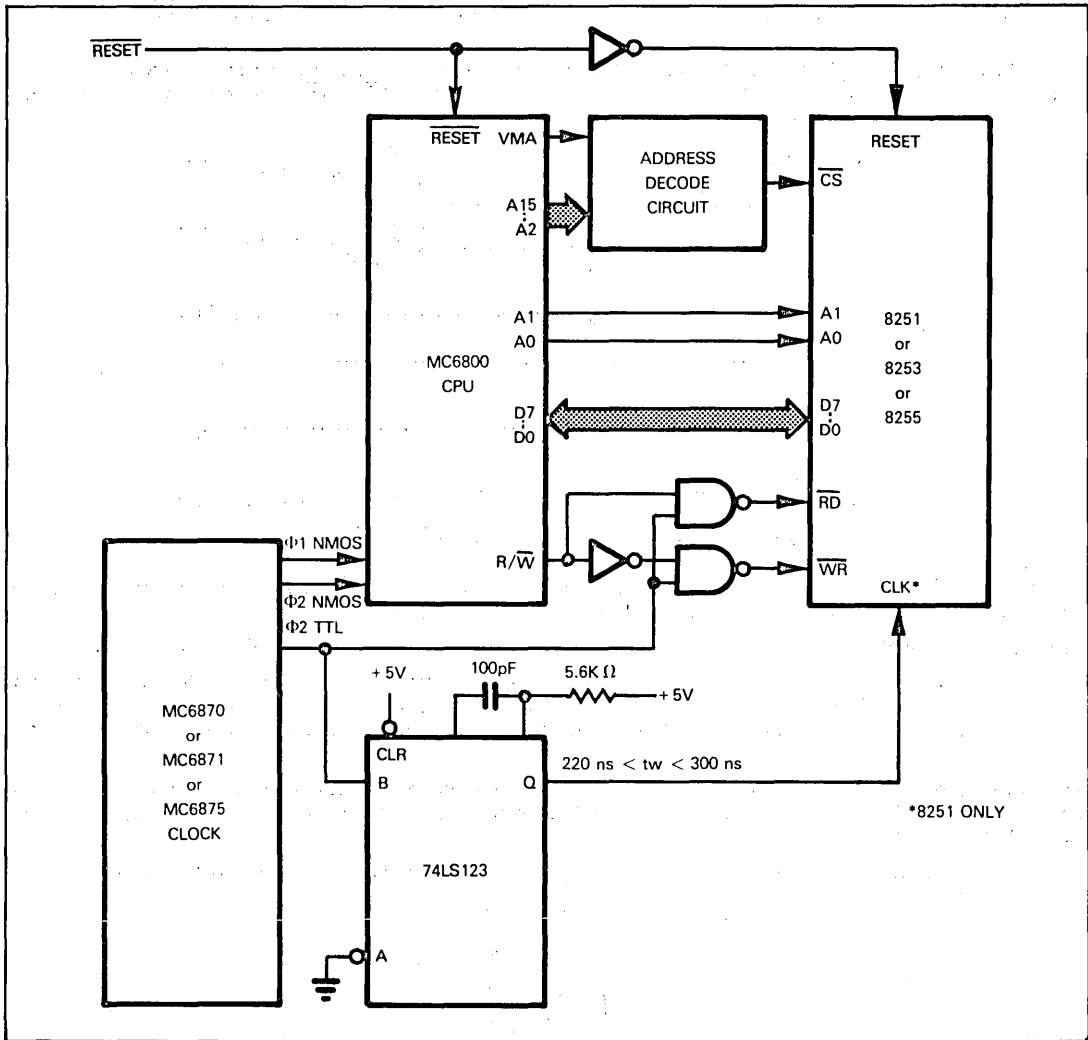 RESET
RESET
VMA
A15
A2
A1
A0
MC6800
CPU
D7
D0
R/W
ADDRESS
DECODE
CIRCUIT
RESET
CS
A1
A0
8251
or
8253
or
8255
D7
D0
RD
WR
CLK*
Φ1 NMOS
Φ2 NMOS
Φ2 TTL
MC6870
or
MC6871
or
MC6875
CLOCK
+5V
100pF
5.6K Ω
+5V
CLR
B
Q
220 ns < tw < 300 ns
74LS123
A
*8251 ONLY